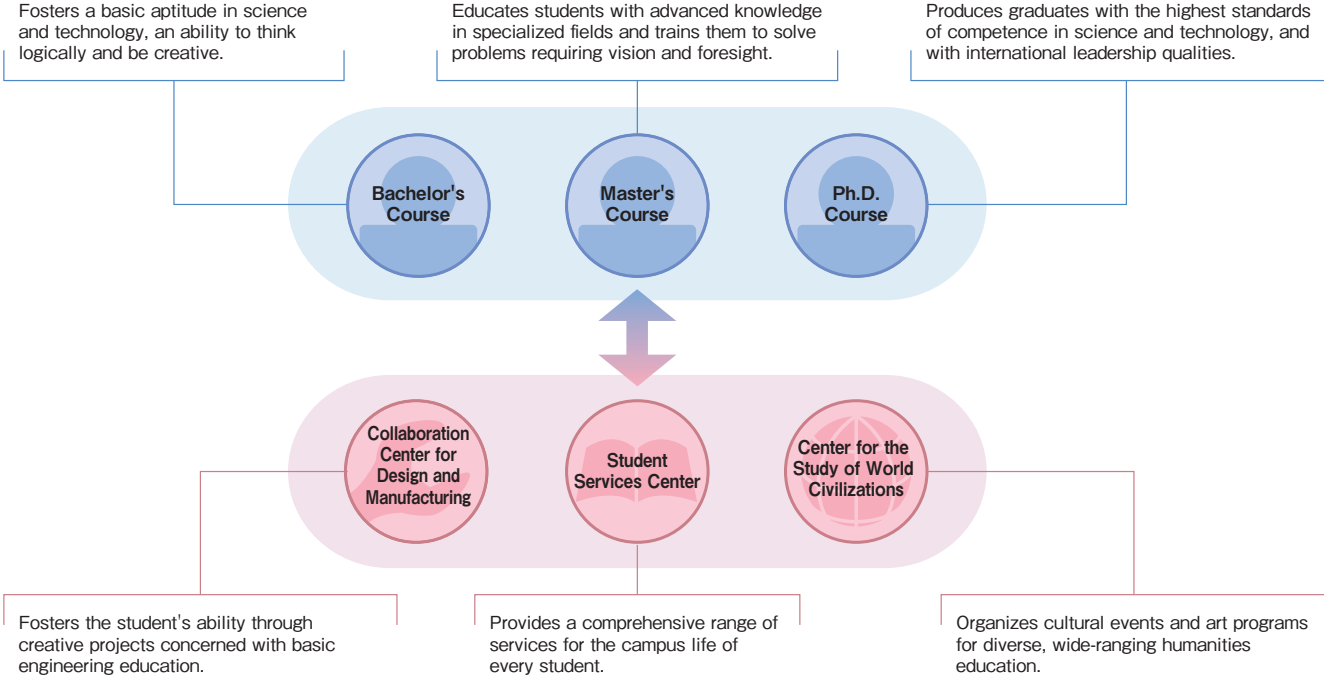 Fosters a basic aptitude in science
and technology, an ability to think
logically and be creative.
Educates students with advanced knowledge
in specialized fields and trains them to solve
problems requiring vision and foresight.
Produces graduates with the highest standards
of competence in science and technology, and
with international leadership qualities.
Bachelor's
Course
Master's
Course
Ph.D.
Course
Collaboration
Center for
Design and
Manufacturing
Student
Services Center
Center for the
Study of World
Civilizations
Fosters the student's ability through
creative projects concerned with basic
engineering education.
Provides a comprehensive range of
services for the campus life of
every student.
Organizes cultural events and art programs
for diverse, wide-ranging humanities
education.